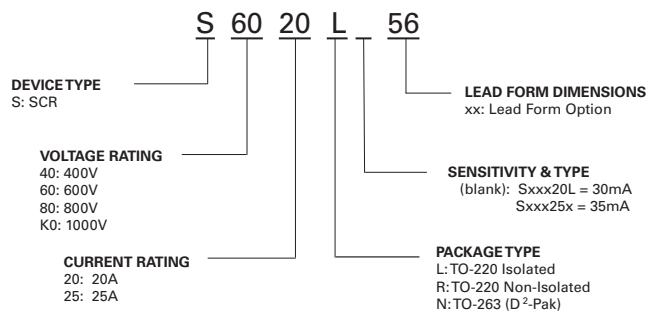 S 60 20 L _ 56
DEVICE TYPE
S: SCR
VOLTAGE RATING
40: 400V
60: 600V
80: 800V
K0: 1000V
CURRENT RATING
20: 20A
25: 25A
LEAD FORM DIMENSIONS
xx: Lead Form Option
SENSITIVITY & TYPE
(blank): Sxxx20L = 30mA
Sxxx25x = 35mA
PACKAGE TYPE
L: TO-220 Isolated
R: TO-220 Non-Isolated
N: TO-263 (D²-Pak)